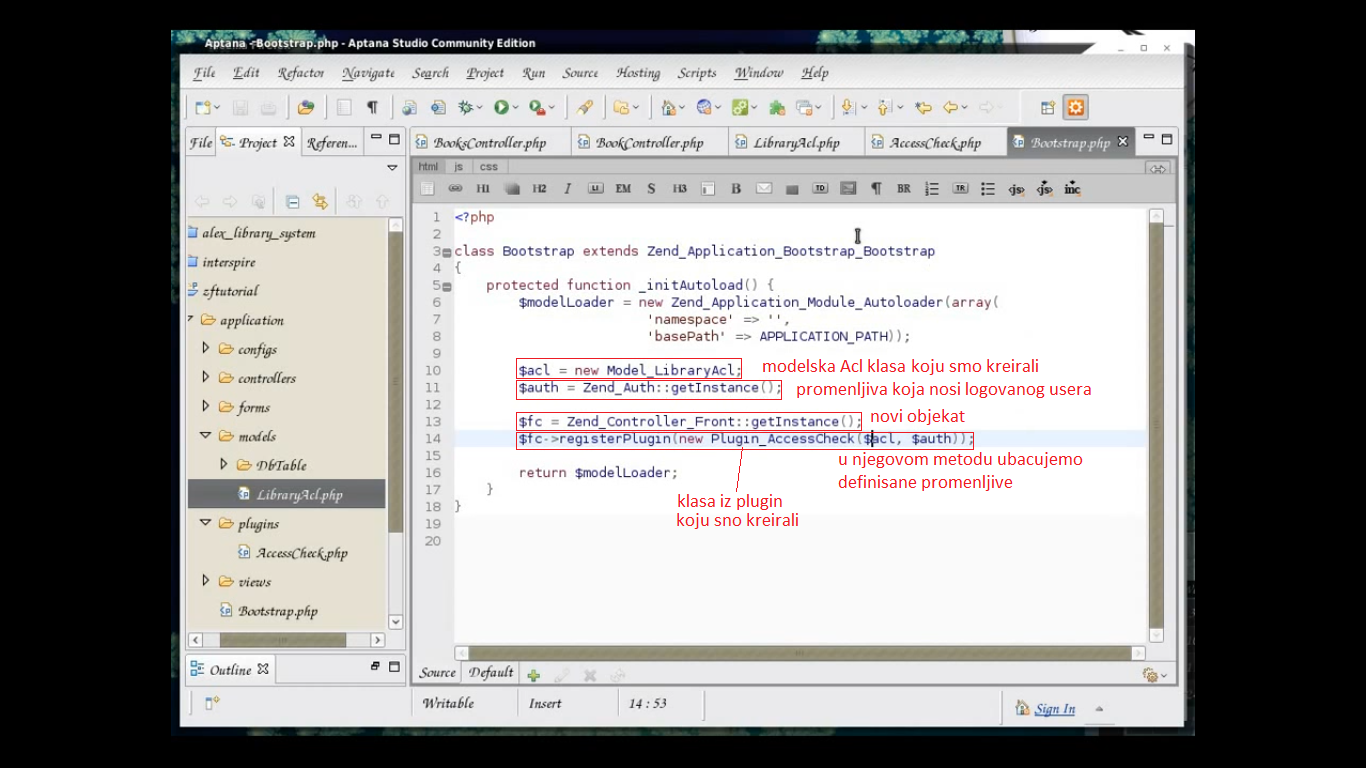 Aptana - Bootstrap.php - Aptana Studio Community Edition
File Edit Refactor Navigate Search Project Run Source Hosting Scripts Window Help
File Project Referen...
BooksController.php BookController.php LibraryAcl.php AccessCheck.php Bootstrap.php
html js css
H1 H2 I LI EM S H3 B TD ¶ BR TR js js inc
alex_library_system
interspire
zftutorial
application
configs
controllers
forms
models
DbTable
LibraryAcl.php
plugins
AccessCheck.php
views
Bootstrap.php
Outline
1 <?php
2
3 class Bootstrap extends Zend_Application_Bootstrap_Bootstrap
4 {
5 protected function _initAutoload() {
6 $modelLoader = new Zend_Application_Module_Autoloader(array(
7 'namespace' => '',
8 'basePath' => APPLICATION_PATH));
9
10 $acl = new Model_LibraryAcl; modelska Acl klasa koju smo kreirali
11 $auth = Zend_Auth::getInstance(); promenljiva koja nosi logovanog usera
12
13 $fc = Zend_Controller_Front::getInstance(); novi objekat
14 $fc->registerPlugin(new Plugin_AccessCheck($acl, $auth));
15
u njegovom metodu ubacujemo
definisane promenljive
16 return $modelLoader;
17 }
klasa iz plugin
koju sno kreirali
18 }
19
20
Source Default
Writable Insert 14 : 53
Sign In